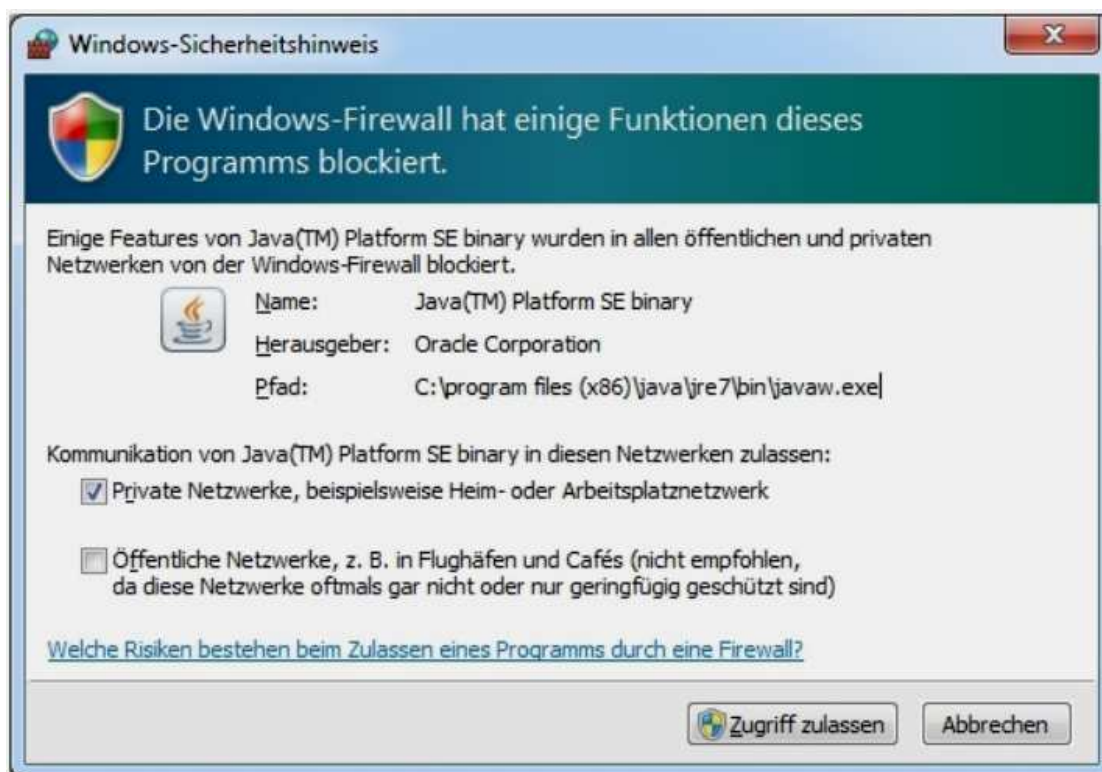 Windows-Sicherheitshinweis
Die Windows-Firewall hat einige Funktionen dieses
Programms blockiert.
Einige Features von Java(TM) Platform SE binary wurden in allen öffentlichen und privaten
Netzwerken von der Windows-Firewall blockiert.
Name: Java(TM) Platform SE binary
Herausgeber: Oracle Corporation
Pfad: C:\program files (x86)\java\jre7\bin\javaw.exe
Kommunikation von Java(TM) Platform SE binary in diesen Netzwerken zulassen:
Private Netzwerke, beispielsweise Heim- oder Arbeitsplatznetzwerk
Öffentliche Netzwerke, z. B. in Flughäfen und Cafés (nicht empfohlen,
da diese Netzwerke oftmals gar nicht oder nur geringfügig geschützt sind)
Welche Risiken bestehen beim Zulassen eines Programms durch eine Firewall?
Zugriff zulassen Abbrechen